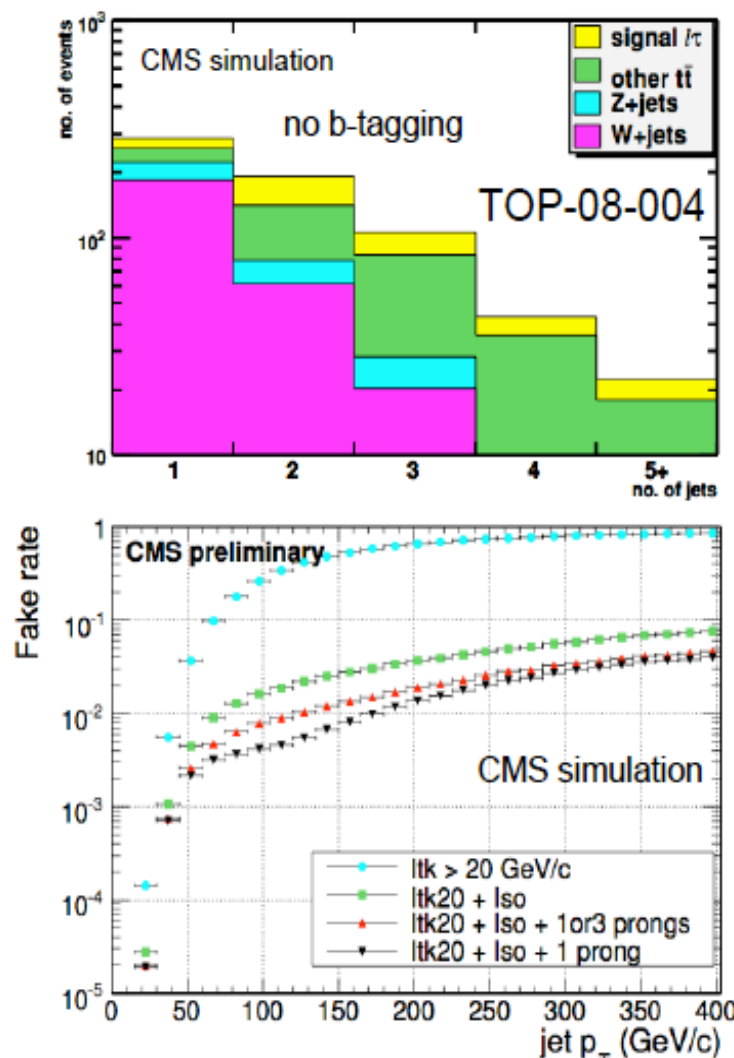 10³
no. of events
CMS simulation
signal lτ
other tt̄
Z+jets
W+jets
no b-tagging
TOP-08-004
10²
10
1
2
3
4
5+
no. of jets
Fake rate
1
CMS preliminary
10⁻¹
10⁻²
10⁻³
10⁻⁴
10⁻⁵
CMS simulation
ltk > 20 GeV/c
ltk20 + Iso
ltk20 + Iso + 1or3 prongs
ltk20 + Iso + 1 prong
0
50
100
150
200
250
300
350
400
jet p_T (GeV/c)